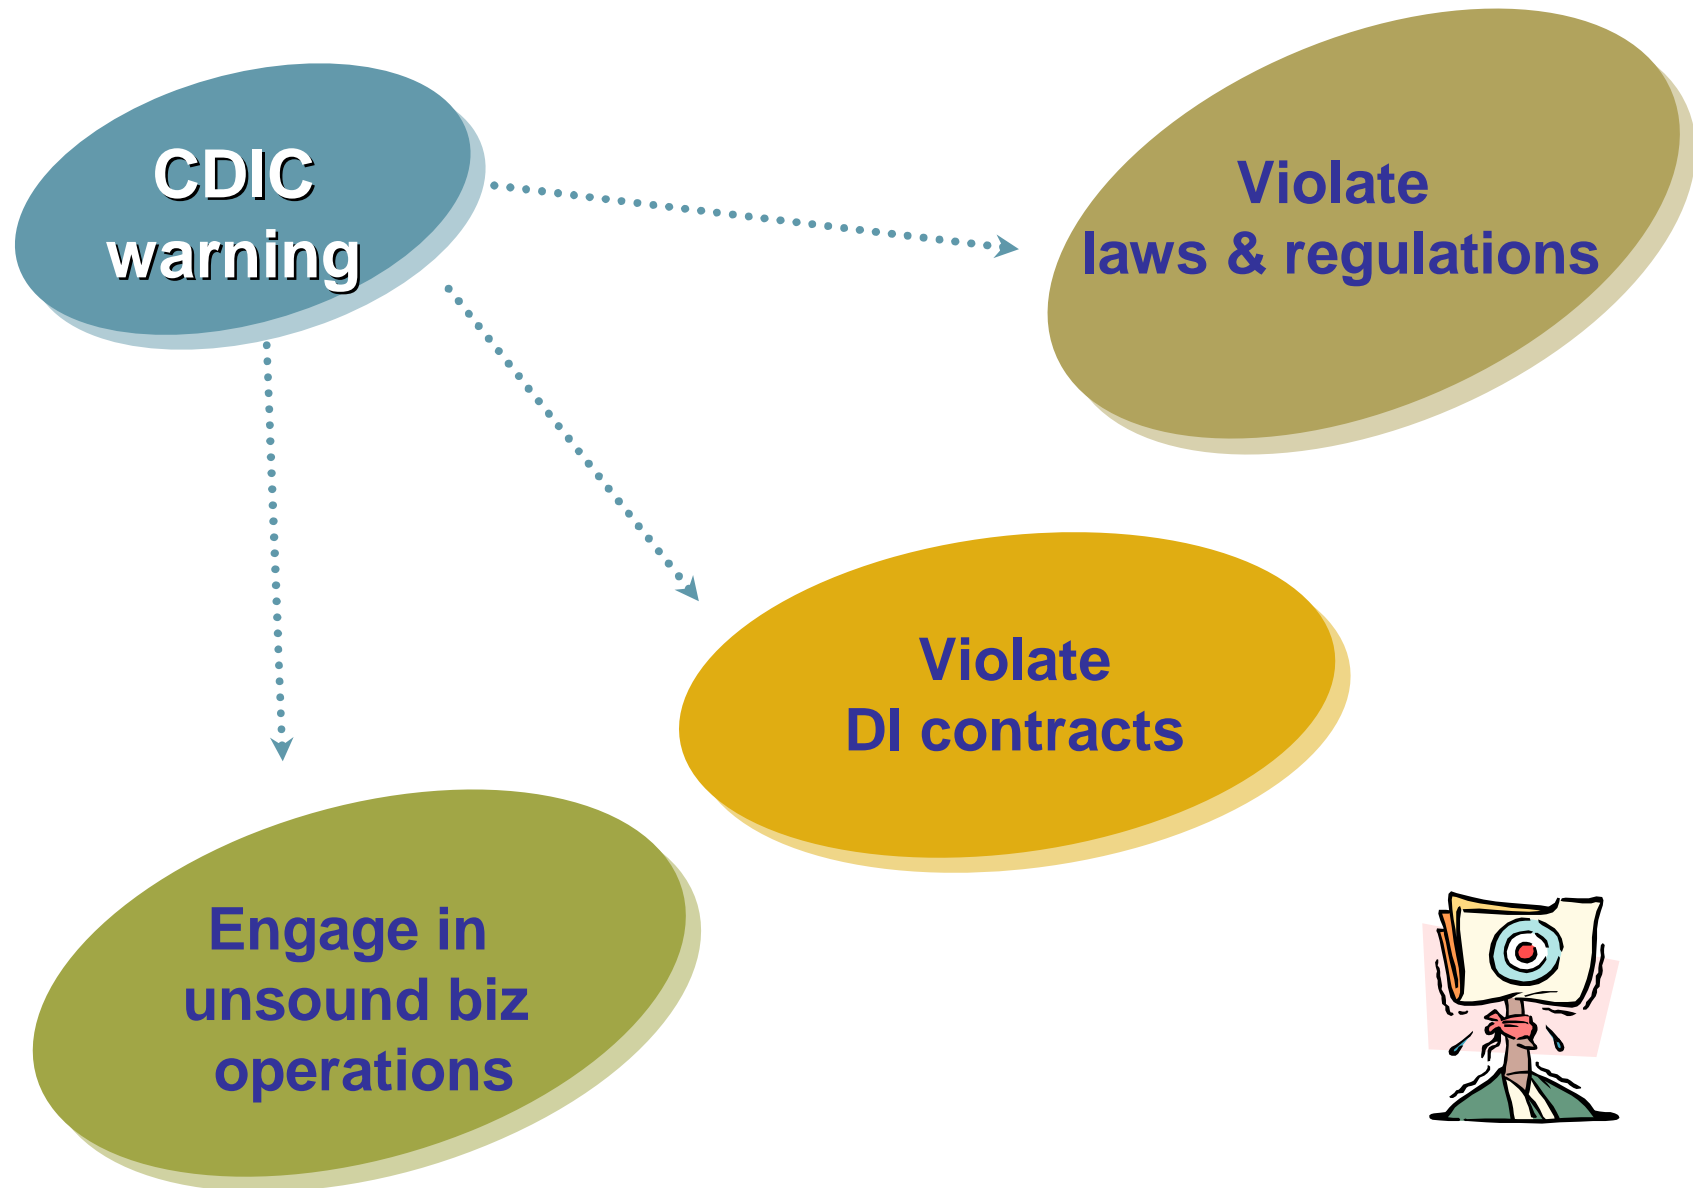 CDIC
warning
Violate
laws & regulations
Violate
DI contracts
Engage in
unsound biz
operations